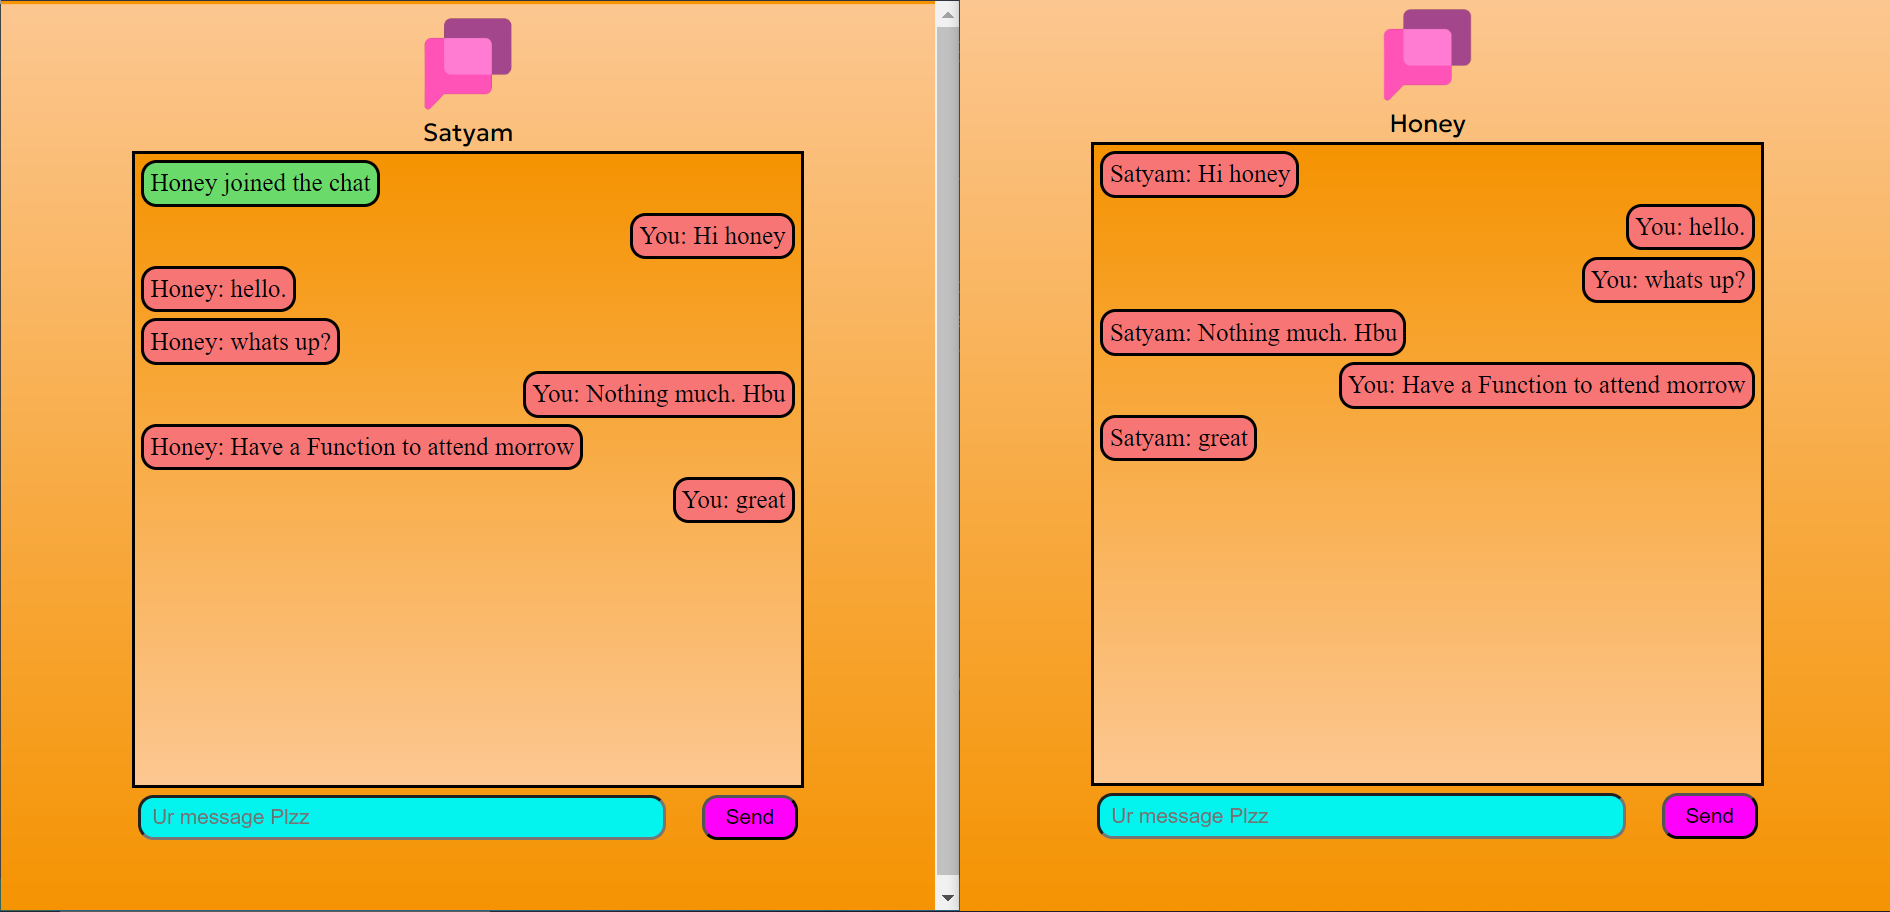 Satyam
Honey joined the chat
You: Hi honey
Honey: hello.
Honey: whats up?
You: Nothing much. Hbu
Honey: Have a Function to attend morrow
You: great
Ur message Plzz
Send
Honey
Satyam: Hi honey
You: hello.
You: whats up?
Satyam: Nothing much. Hbu
You: Have a Function to attend morrow
Satyam: great
Ur message Plzz
Send